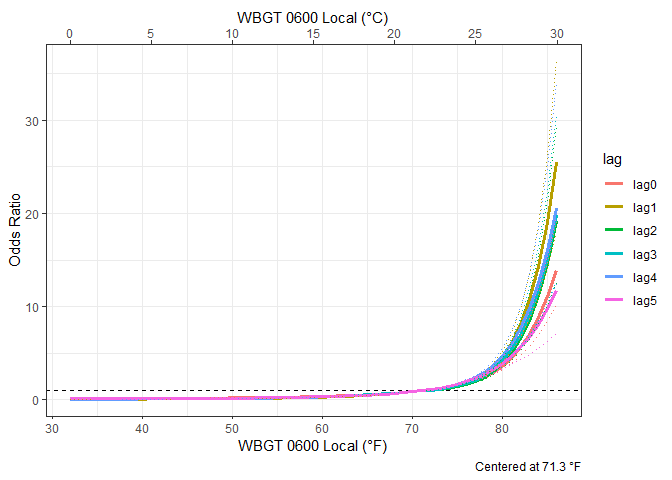 WBGT 0600 Local (°C)
0 5 10 15 20 25 30
Odds Ratio
30
20
10
0
30 40 50 60 70 80
WBGT 0600 Local (°F)
Centered at 71.3 °F
lag
lag0
lag1
lag2
lag3
lag4
lag5